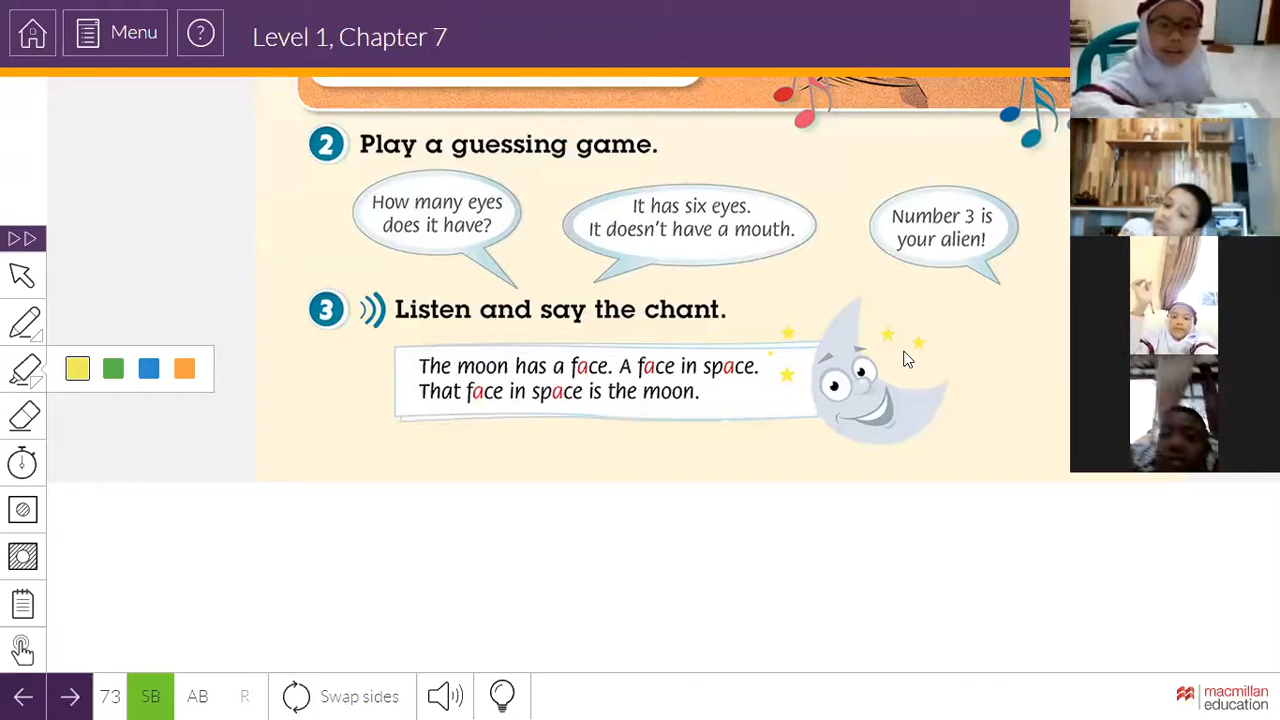 Menu
?
Level 1, Chapter 7
2 Play a guessing game.
How many eyes
does it have?
It has six eyes.
It doesn't have a mouth.
Number 3 is
your alien!
3 Listen and say the chant.
The moon has a face. A face in space.
That face in space is the moon.
73 SB AB R Swap sides
macmillan
education